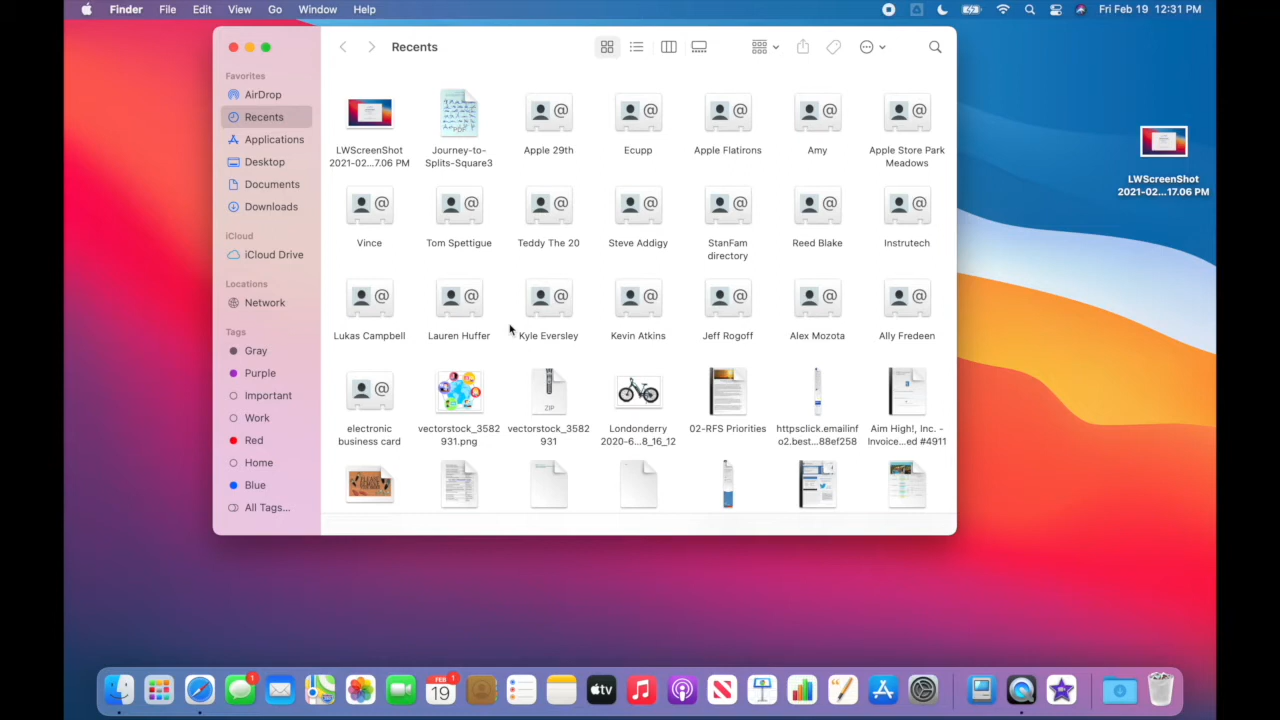 Finder File Edit View Go Window Help Fri Feb 19 12:31 PM
Recents
Favorites
AirDrop
Recents
Applications
Desktop
Documents
Downloads
iCloud
iCloud Drive
Locations
Network
Tags
Gray
Purple
Important
Work
Red
Home
Blue
All Tags...
LWScreenShot
2021-02...7.06 PM
Journey-to-
Splits-Square3
Apple 29th
Ecupp
Apple Flatirons
Amy
Apple Store Park
Meadows
Vince
Tom Spettigue
Teddy The 20
Steve Addigy
StanFam
directory
Reed Blake
Instrutech
Lukas Campbell
Lauren Huffer
Kyle Eversley
Kevin Atkins
Jeff Rogoff
Alex Mozota
Ally Fredeen
electronic
business card
vectorstock_3582
931.png
ZIP
vectorstock_3582
931
Londonderry
2020-6...8_16_12
02-RFS Priorities
httpsclick.emailinf
o2.best...88ef258
Aim High!, Inc. -
Invoice...ed #4911
LWScreenShot
2021-02...17.06 PM
1
FEB
19
1
tv